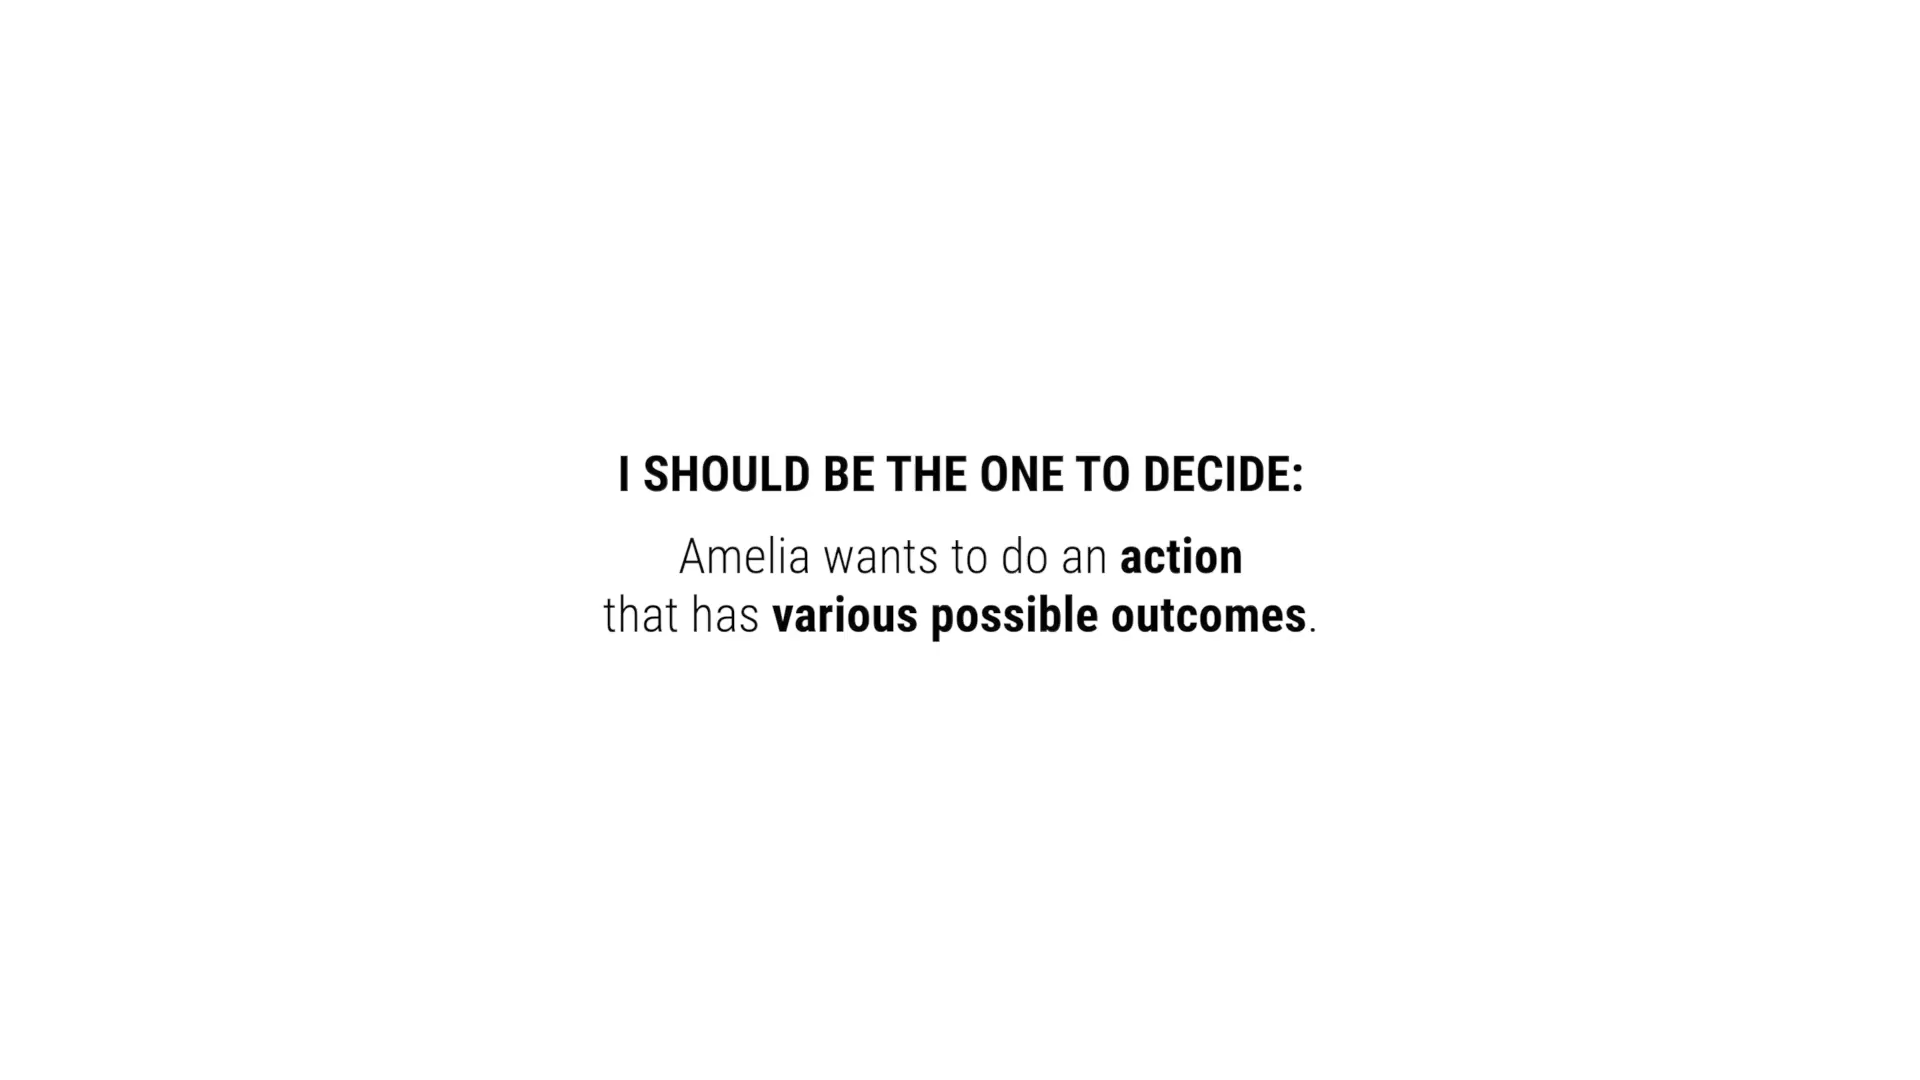 I SHOULD BE THE ONE TO DECIDE:
Amelia wants to do an action
that has various possible outcomes.